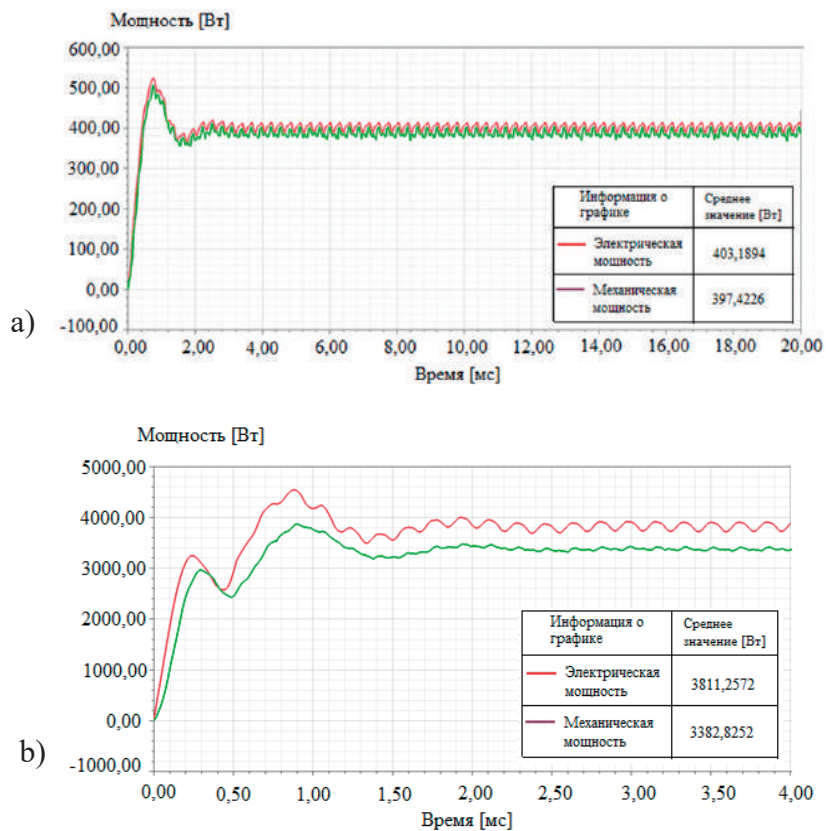 Мощность [Вт]
600,00
500,00
400,00
300,00
200,00
100,00
0,00
-100,00
a)
Информация о
графике
Среднее
значение [Вт]
Электрическая
мощность
403,1894
Механическая
мощность
397,4226
0,00 2,00 4,00 6,00 8,00 10,00 12,00 14,00 16,00 18,00 20,00
Время [мс]
Мощность [Вт]
5000,00
4000,00
3000,00
2000,00
1000,00
0,00
-1000,00
b)
Информация о
графике
Среднее
значение [Вт]
Электрическая
мощность
3811,2572
Механическая
мощность
3382,8252
0,00 0,50 1,00 1,50 2,00 2,50 3,00 3,50 4,00
Время [мс]